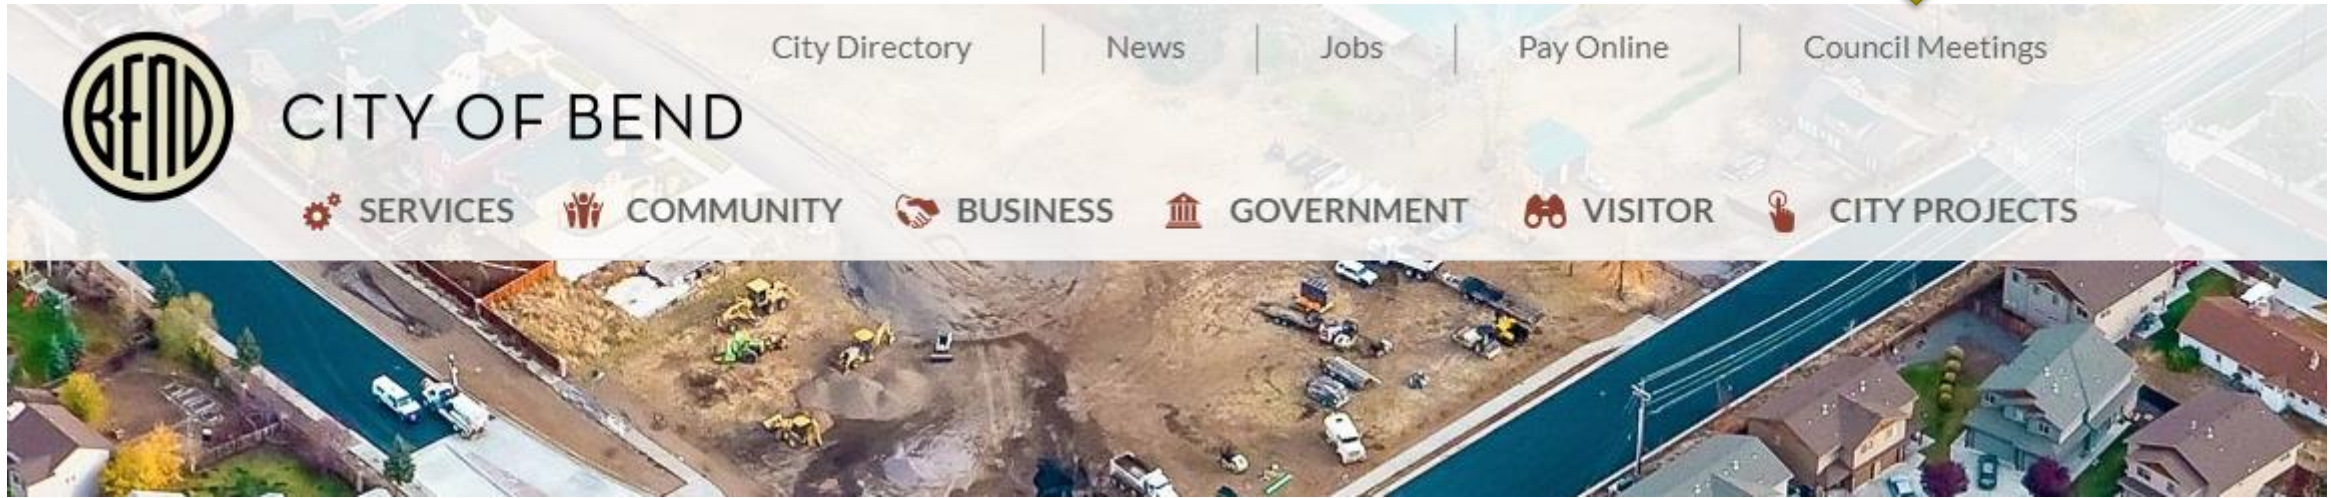 City Directory | News | Jobs | Pay Online | Council Meetings
BEND
CITY OF BEND
SERVICES COMMUNITY BUSINESS GOVERNMENT VISITOR CITY PROJECTS